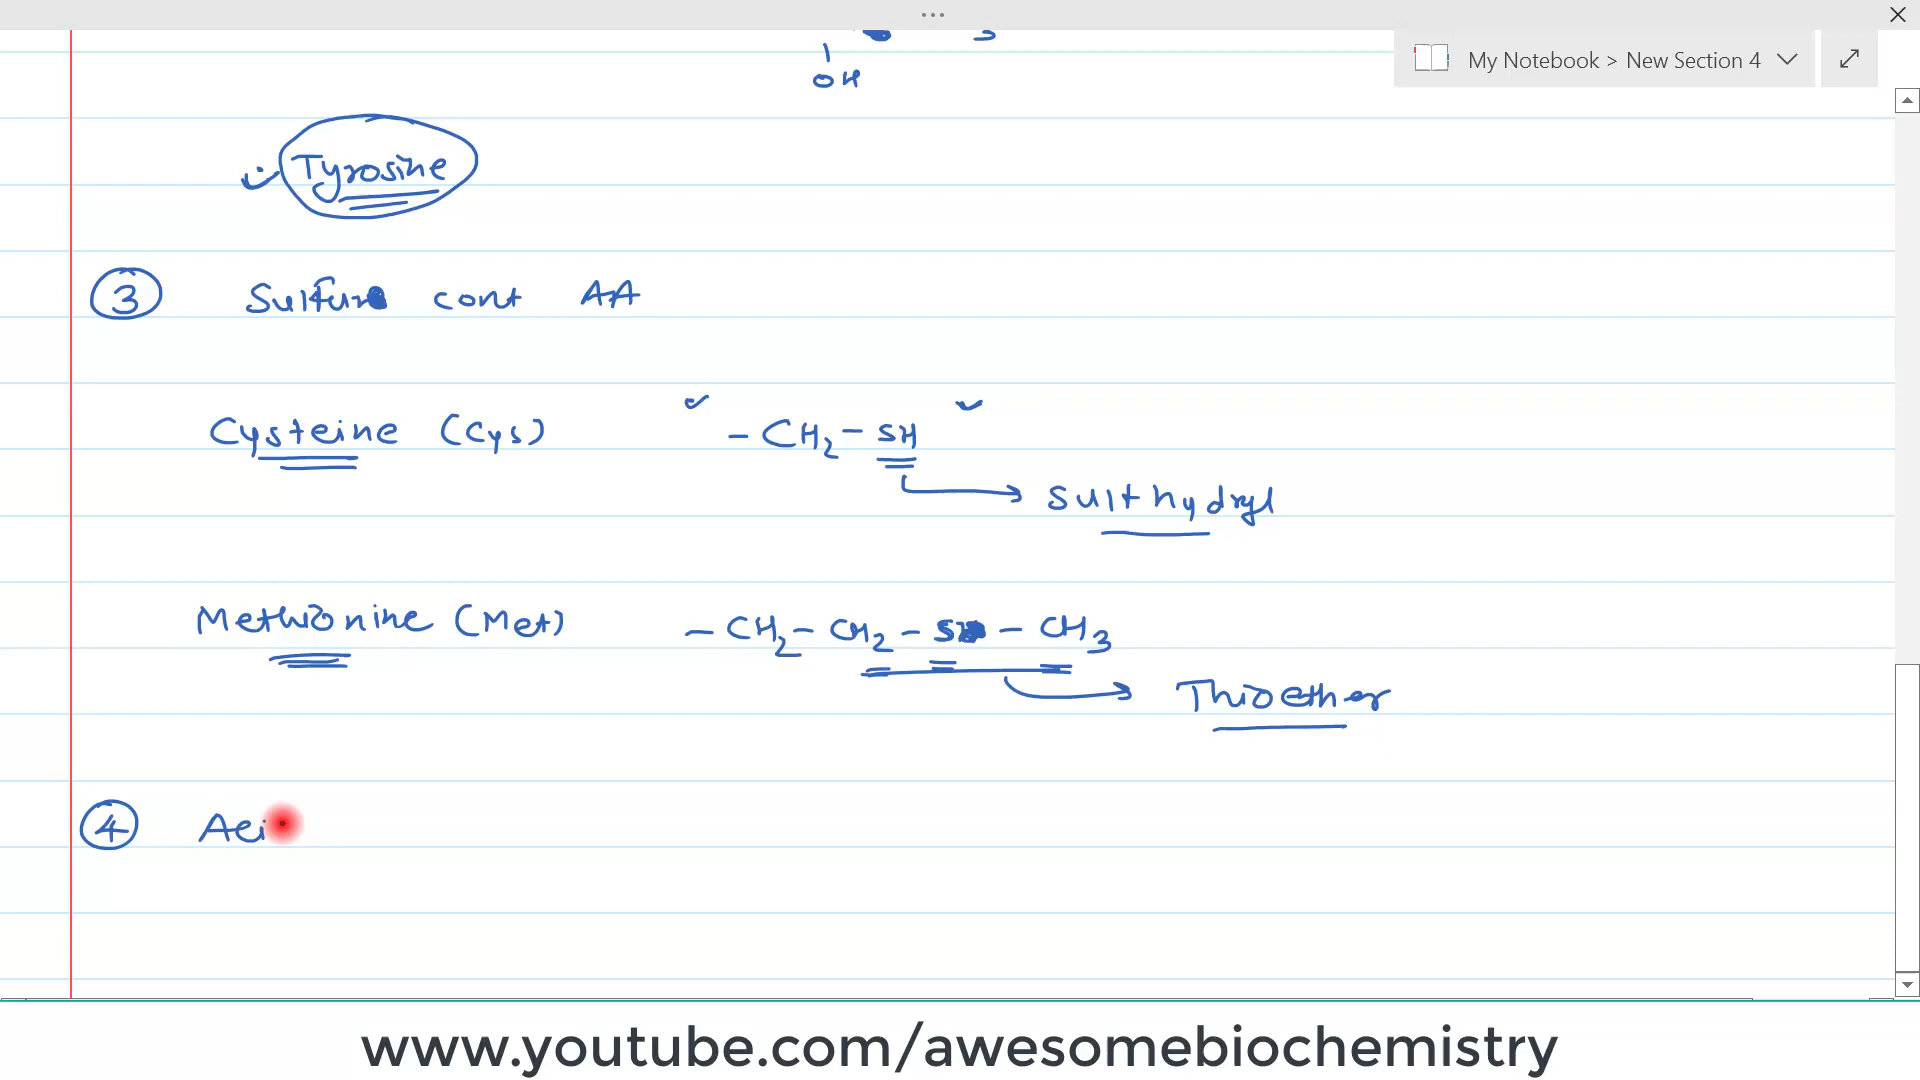 OH
My Notebook > New Section 4
Tyrosine
3 Sulfur cont AA
Cysteine (Cys) - CH2 - SH
Sulfhydryl
Methionine (Met) - CH2 - CH2 - S - CH3
Thioether
4 Aci
www.youtube.com/awesomebiochemistry